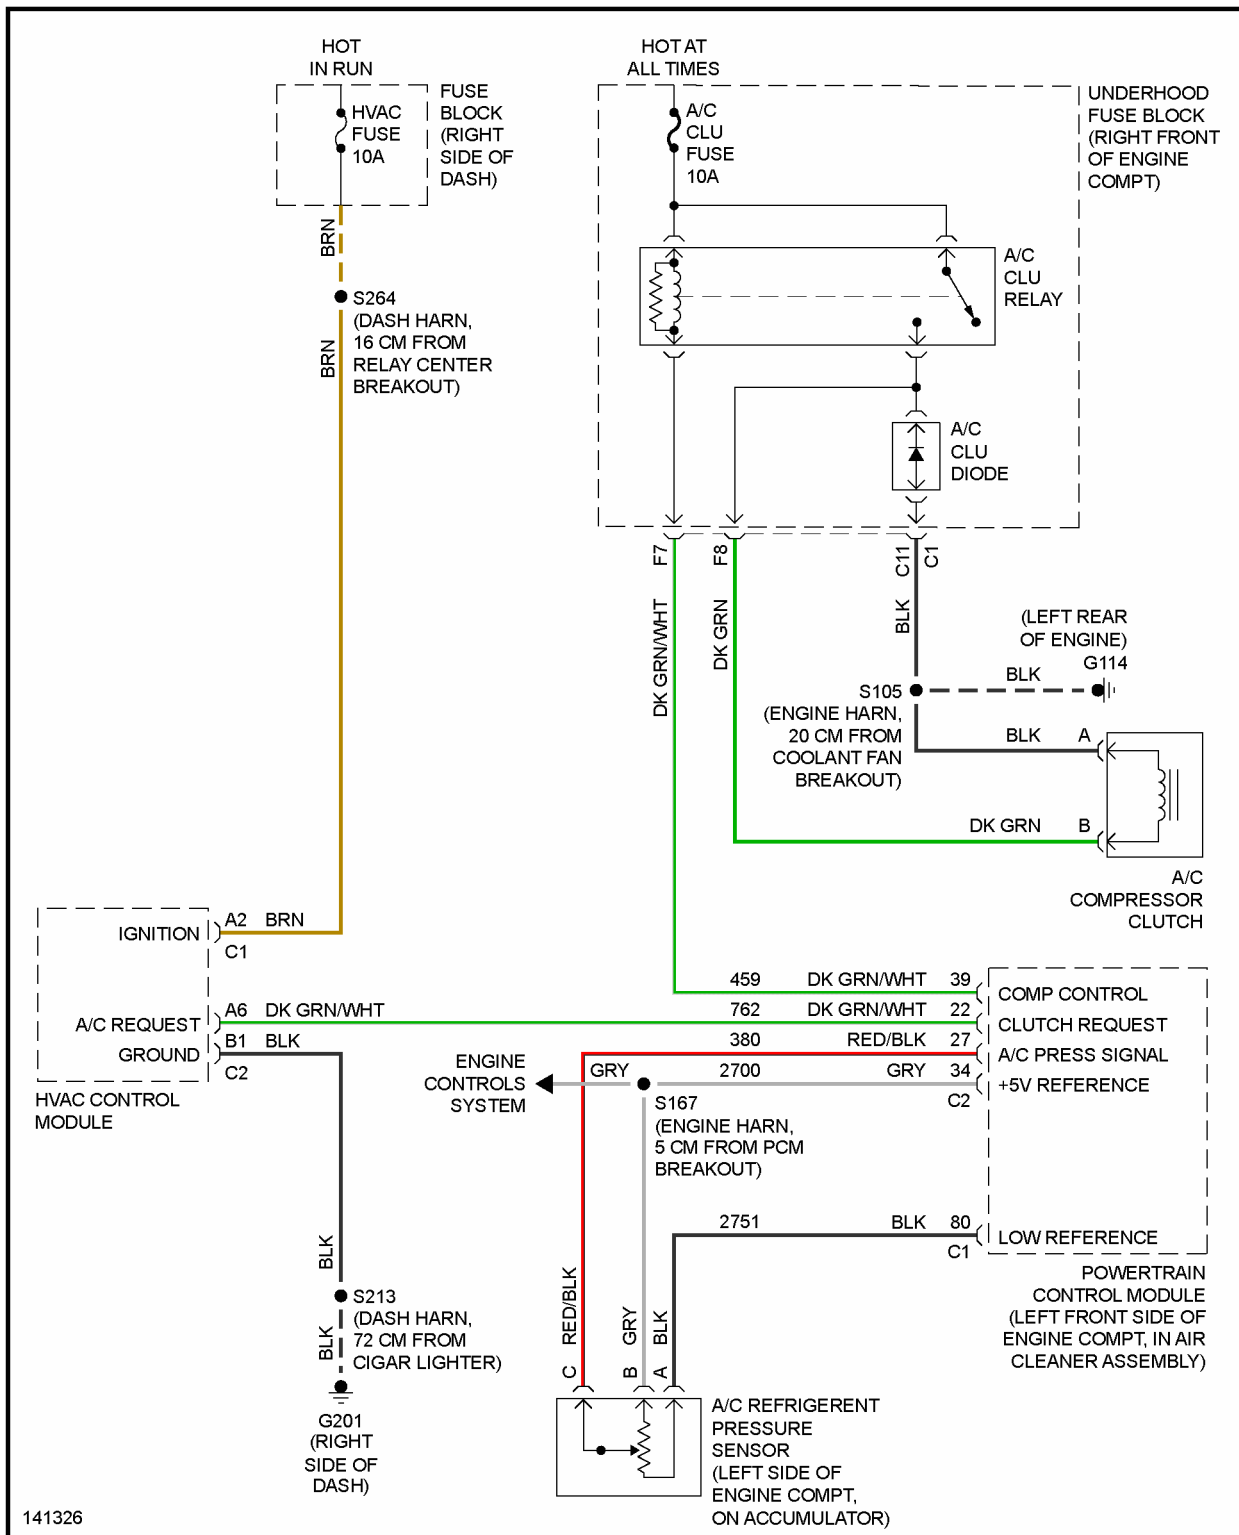 HOT
IN RUN
HVAC
FUSE
10A
FUSE
BLOCK
(RIGHT
SIDE OF
DASH)
BRN
S264
(DASH HARN,
16 CM FROM
RELAY CENTER
BREAKOUT)
BRN
HOT AT
ALL TIMES
A/C
CLU
FUSE
10A
UNDERHOOD
FUSE BLOCK
(RIGHT FRONT
OF ENGINE
COMPT)
A/C
CLU
RELAY
A/C
CLU
DIODE
F7
F8
C11
C1
DK GRN/WHT
DK GRN
BLK
(LEFT REAR
OF ENGINE)
G114
BLK
S105
(ENGINE HARN,
20 CM FROM
COOLANT FAN
BREAKOUT)
BLK
A
DK GRN
B
A/C
COMPRESSOR
CLUTCH
IGNITION
A2
BRN
C1
A/C REQUEST
A6
DK GRN/WHT
GROUND
B1
BLK
C2
HVAC CONTROL
MODULE
459
DK GRN/WHT
39
COMP CONTROL
762
DK GRN/WHT
22
CLUTCH REQUEST
380
RED/BLK
27
A/C PRESS SIGNAL
ENGINE
CONTROLS
SYSTEM
GRY
2700
GRY
34
+5V REFERENCE
C2
S167
(ENGINE HARN,
5 CM FROM PCM
BREAKOUT)
2751
BLK
80
LOW REFERENCE
C1
POWERTRAIN
CONTROL MODULE
(LEFT FRONT SIDE OF
ENGINE COMPT, IN AIR
CLEANER ASSEMBLY)
BLK
S213
(DASH HARN,
72 CM FROM
CIGAR LIGHTER)
BLK
G201
(RIGHT
SIDE OF
DASH)
RED/BLK
GRY
BLK
C
B
A
A/C REFRIGERENT
PRESSURE
SENSOR
(LEFT SIDE OF
ENGINE COMPT,
ON ACCUMULATOR)
141326